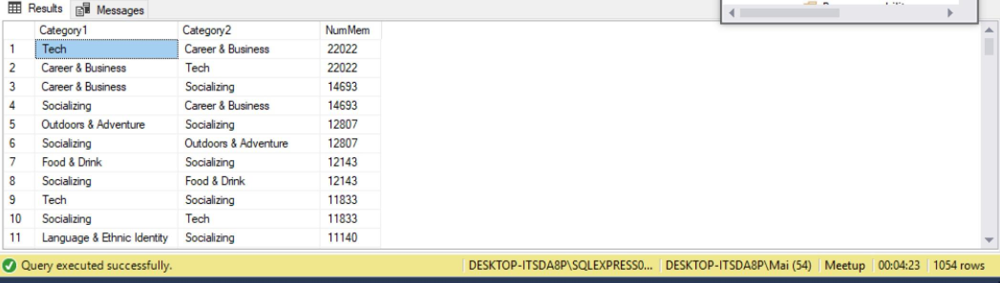 Results Messages
Category1 Category2 NumMem
1 Tech Career & Business 22022
2 Career & Business Tech 22022
3 Career & Business Socializing 14693
4 Socializing Career & Business 14693
5 Outdoors & Adventure Socializing 12807
6 Socializing Outdoors & Adventure 12807
7 Food & Drink Socializing 12143
8 Socializing Food & Drink 12143
9 Tech Socializing 11833
10 Socializing Tech 11833
11 Language & Ethnic Identity Socializing 11140
Query executed successfully. DESKTOP-ITSDA8P\SQLEXPRESS0... DESKTOP-ITSDA8P\Mai (54) Meetup 00:04:23 1054 rows